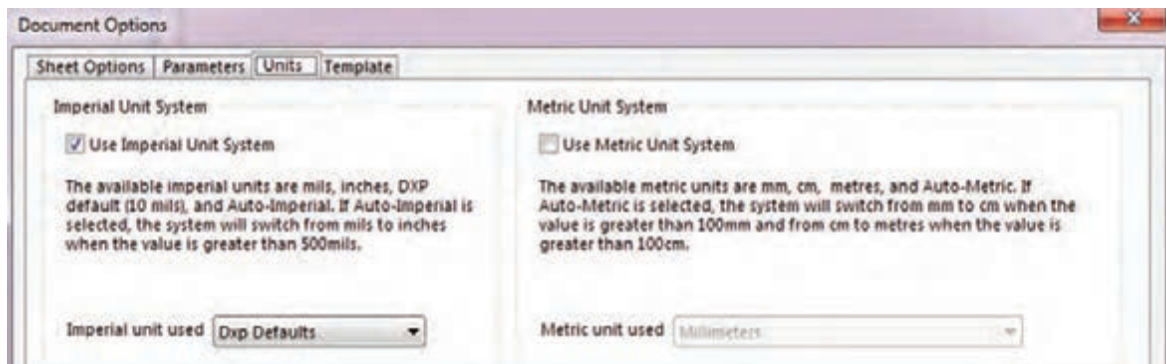 Document Options
Sheet Options Parameters Units Template
Imperial Unit System
Use Imperial Unit System
The available imperial units are mils, inches, DXP
default (10 mils), and Auto-Imperial. If Auto-Imperial is
selected, the system will switch from mils to inches
when the value is greater than 500mils.
Imperial unit used Dxp Defaults
Metric Unit System
Use Metric Unit System
The available metric units are mm, cm, metres, and Auto-Metric. If
Auto-Metric is selected, the system will switch from mm to cm when the
value is greater than 100mm and from cm to metres when the value is
greater than 100cm.
Metric unit used Millimeters